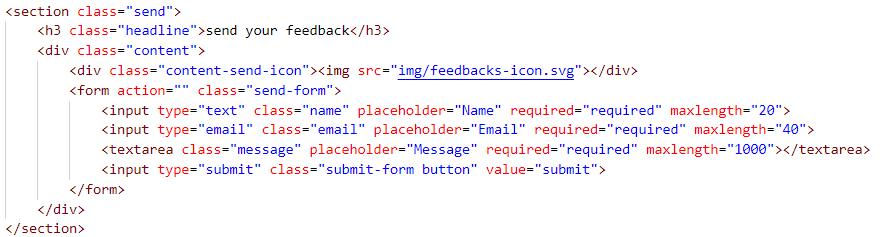 <section class="send">
<h3 class="headline">send your feedback</h3>
<div class="content">
<div class="content-send-icon"><img src="img/feedbacks-icon.svg"></div>
<form action="" class="send-form">
<input type="text" class="name" placeholder="Name" required="required" maxlength="20">
<input type="email" class="email" placeholder="Email" required="required" maxlength="40">
<textarea class="message" placeholder="Message" required="required" maxlength="1000"></textarea>
<input type="submit" class="submit-form button" value="submit">
</form>
</div>
</section>